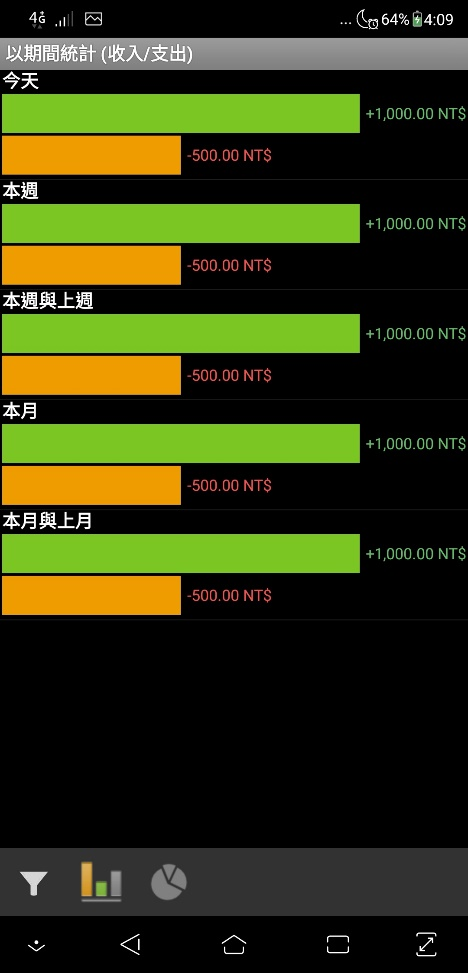 4G ... 64% 4:09
以期間統計 (收入/支出)
今天
+1,000.00 NT$
-500.00 NT$
本週
+1,000.00 NT$
-500.00 NT$
本週與上週
+1,000.00 NT$
-500.00 NT$
本月
+1,000.00 NT$
-500.00 NT$
本月與上月
+1,000.00 NT$
-500.00 NT$